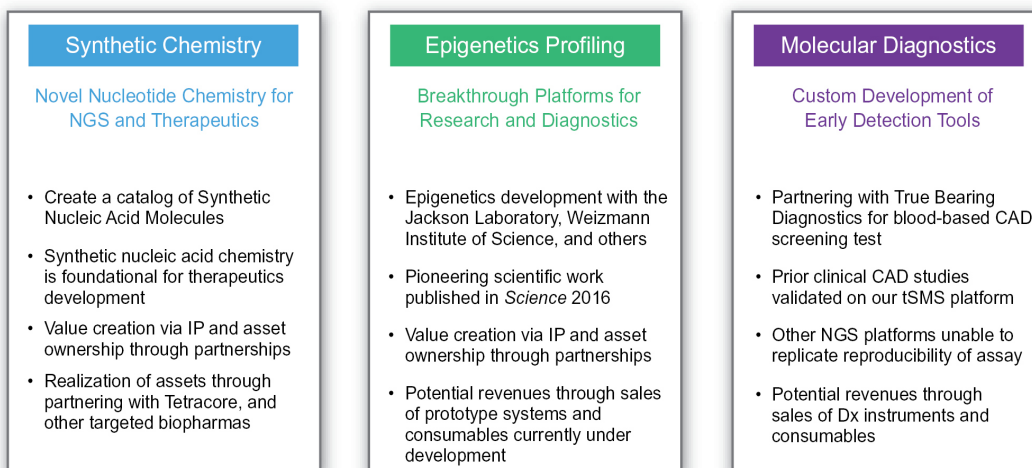 Synthetic Chemistry
Novel Nucleotide Chemistry for
NGS and Therapeutics
• Create a catalog of Synthetic
Nucleic Acid Molecules
• Synthetic nucleic acid chemistry
is foundational for therapeutics
development
• Value creation via IP and asset
ownership through partnerships
• Realization of assets through
partnering with Tetracore, and
other targeted biopharmas
Epigenetics Profiling
Breakthrough Platforms for
Research and Diagnostics
• Epigenetics development with the
Jackson Laboratory, Weizmann
Institute of Science, and others
• Pioneering scientific work
published in Science 2016
• Value creation via IP and asset
ownership through partnerships
• Potential revenues through sales
of prototype systems and
consumables currently under
development
Molecular Diagnostics
Custom Development of
Early Detection Tools
• Partnering with True Bearing
Diagnostics for blood-based CAD
screening test
• Prior clinical CAD studies
validated on our tSMS platform
• Other NGS platforms unable to
replicate reproducibility of assay
• Potential revenues through
sales of Dx instruments and
consumables